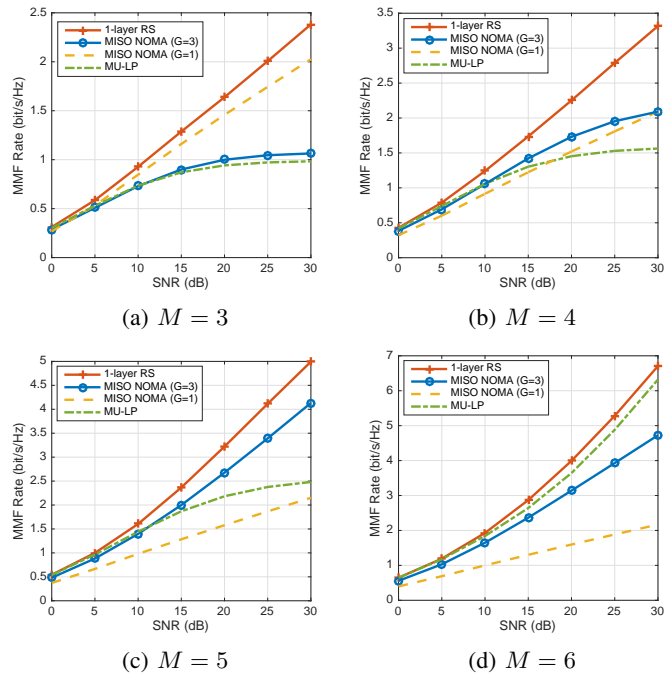 2.5
2
1.5
1
0.5
0
MMF Rate (bit/s/Hz)
1-layer RS
MISO NOMA (G=3)
MISO NOMA (G=1)
MU-LP
0 5 10 15 20 25 30
SNR (dB)
(a) M = 3
3.5
3
2.5
2
1.5
1
0.5
0
MMF Rate (bit/s/Hz)
1-layer RS
MISO NOMA (G=3)
MISO NOMA (G=1)
MU-LP
0 5 10 15 20 25 30
SNR (dB)
(b) M = 4
5
4.5
4
3.5
3
2.5
2
1.5
1
0.5
0
MMF Rate (bit/s/Hz)
1-layer RS
MISO NOMA (G=3)
MISO NOMA (G=1)
MU-LP
0 5 10 15 20 25 30
SNR (dB)
(c) M = 5
7
6
5
4
3
2
1
0
MMF Rate (bit/s/Hz)
1-layer RS
MISO NOMA (G=3)
MISO NOMA (G=1)
MU-LP
0 5 10 15 20 25 30
SNR (dB)
(d) M = 6